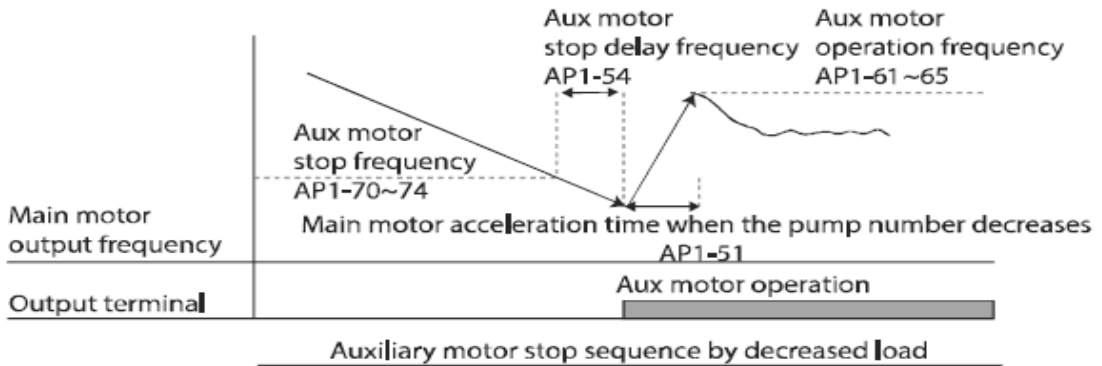 Aux motor
stop delay frequency
AP1-54
Aux motor
operation frequency
AP1-61~65
Aux motor
stop frequency
AP1-70~74
Main motor
output frequency
Main motor acceleration time when the pump number decreases
AP1-51
Output terminal
Aux motor operation
Auxiliary motor stop sequence by decreased load